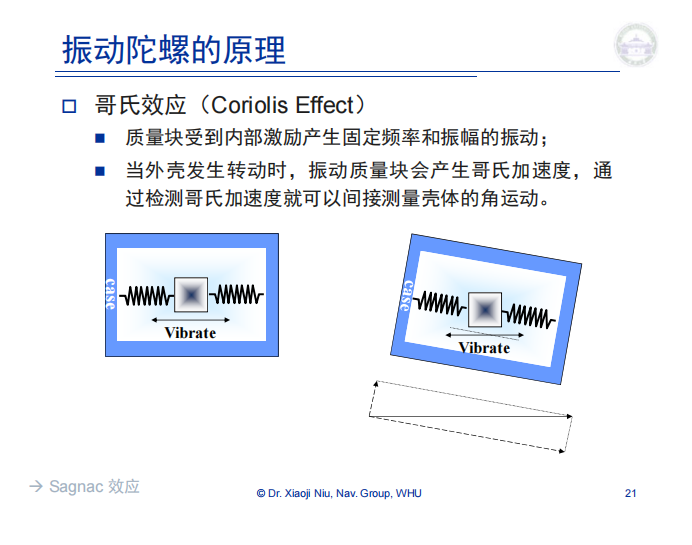 振动陀螺的原理
哥氏效应（Coriolis Effect）
质量块受到内部激励产生固定频率和振幅的振动；
当外壳发生转动时，振动质量块会产生哥氏加速度，通
过检测哥氏加速度就可以间接测量壳体的角运动。
case
Vibrate
case
Vibrate
→ Sagnac 效应
© Dr. Xiaoji Niu, Nav. Group, WHU
21